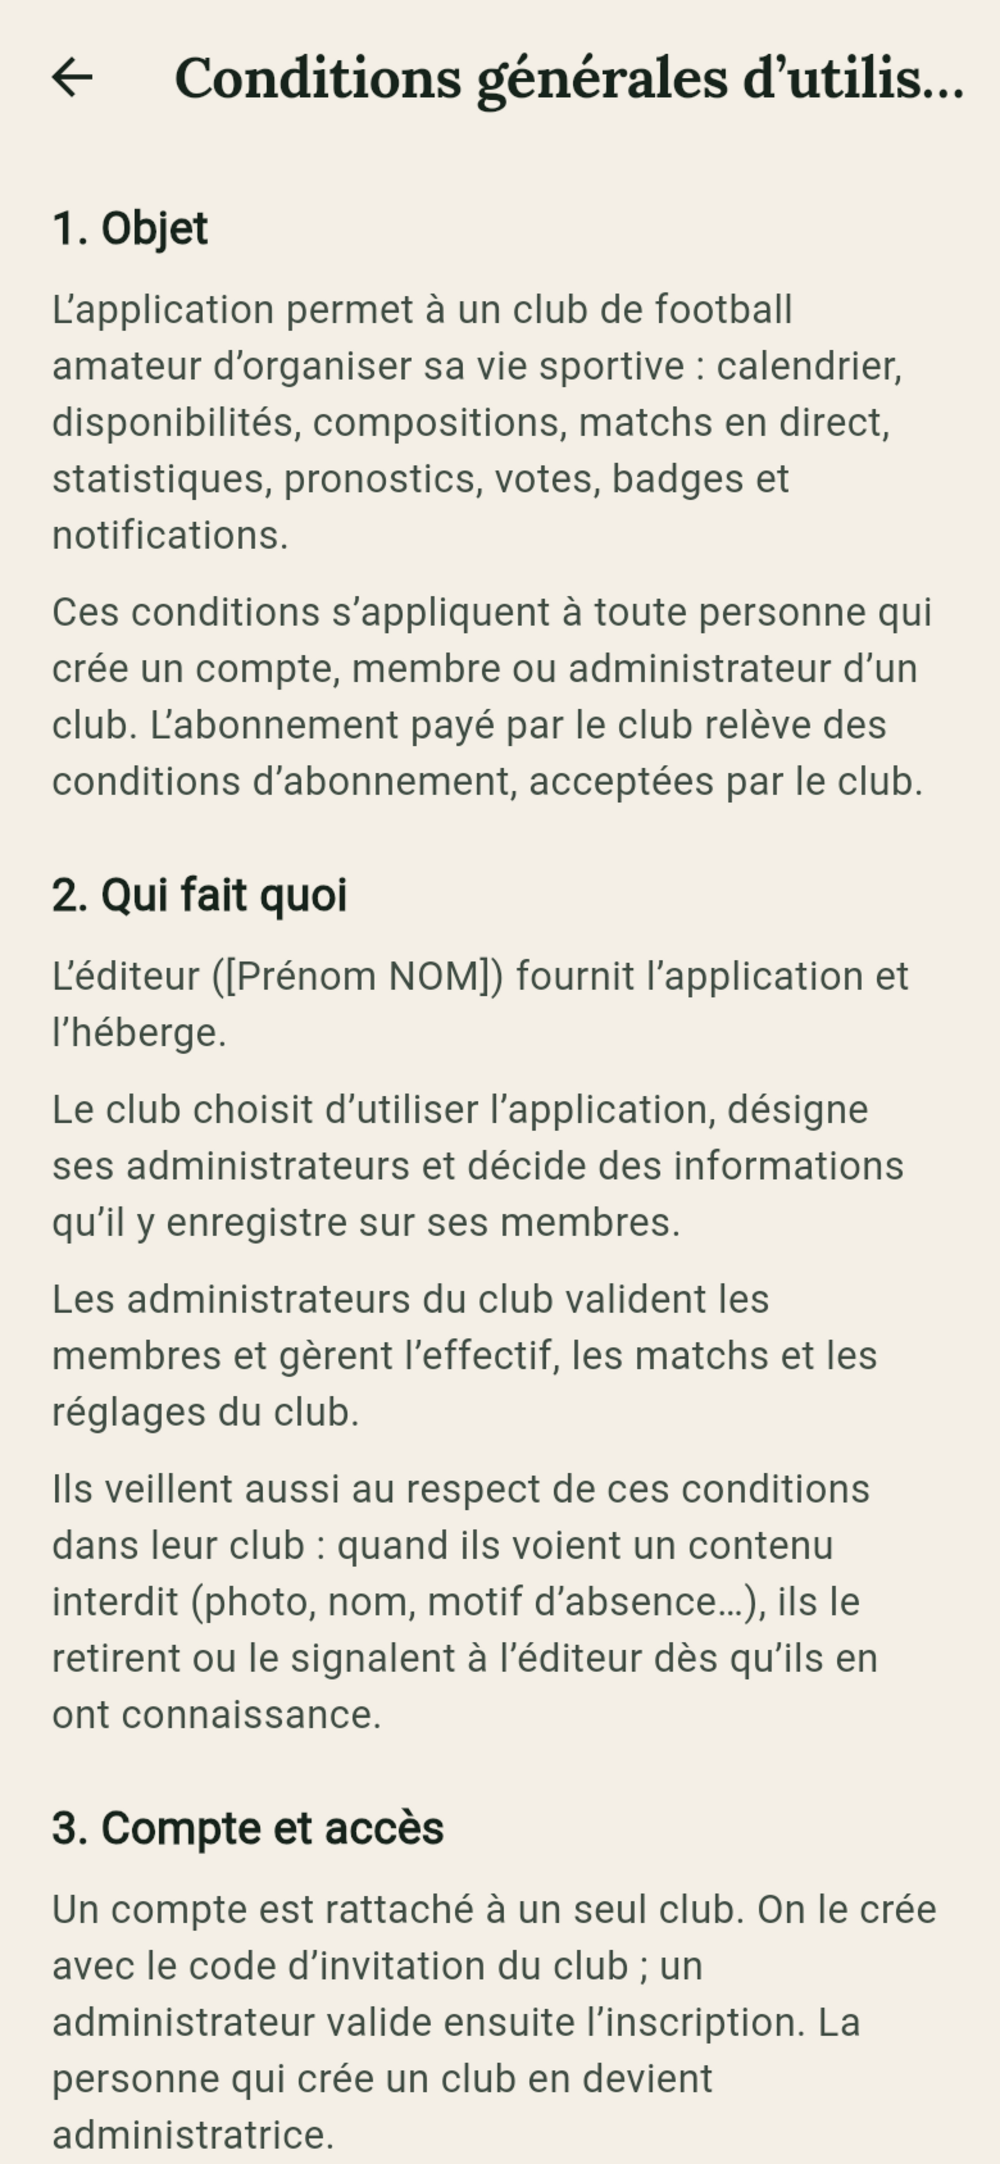 Conditions générales d’utilis...
1. Objet
L’application permet à un club de football
amateur d’organiser sa vie sportive : calendrier,
disponibilités, compositions, matchs en direct,
statistiques, pronostics, votes, badges et
notifications.
Ces conditions s’appliquent à toute personne qui
crée un compte, membre ou administrateur d’un
club. L’abonnement payé par le club relève des
conditions d’abonnement, acceptées par le club.
2. Qui fait quoi
L’éditeur ([Prénom NOM]) fournit l’application et
l’héberge.
Le club choisit d’utiliser l’application, désigne
ses administrateurs et décide des informations
qu’il y enregistre sur ses membres.
Les administrateurs du club valident les
membres et gèrent l’effectif, les matchs et les
réglages du club.
Ils veillent aussi au respect de ces conditions
dans leur club : quand ils voient un contenu
interdit (photo, nom, motif d’absence…), ils le
retirent ou le signalent à l’éditeur dès qu’ils en
ont connaissance.
3. Compte et accès
Un compte est rattaché à un seul club. On le crée
avec le code d’invitation du club ; un
administrateur valide ensuite l’inscription. La
personne qui crée un club en devient
administratrice.